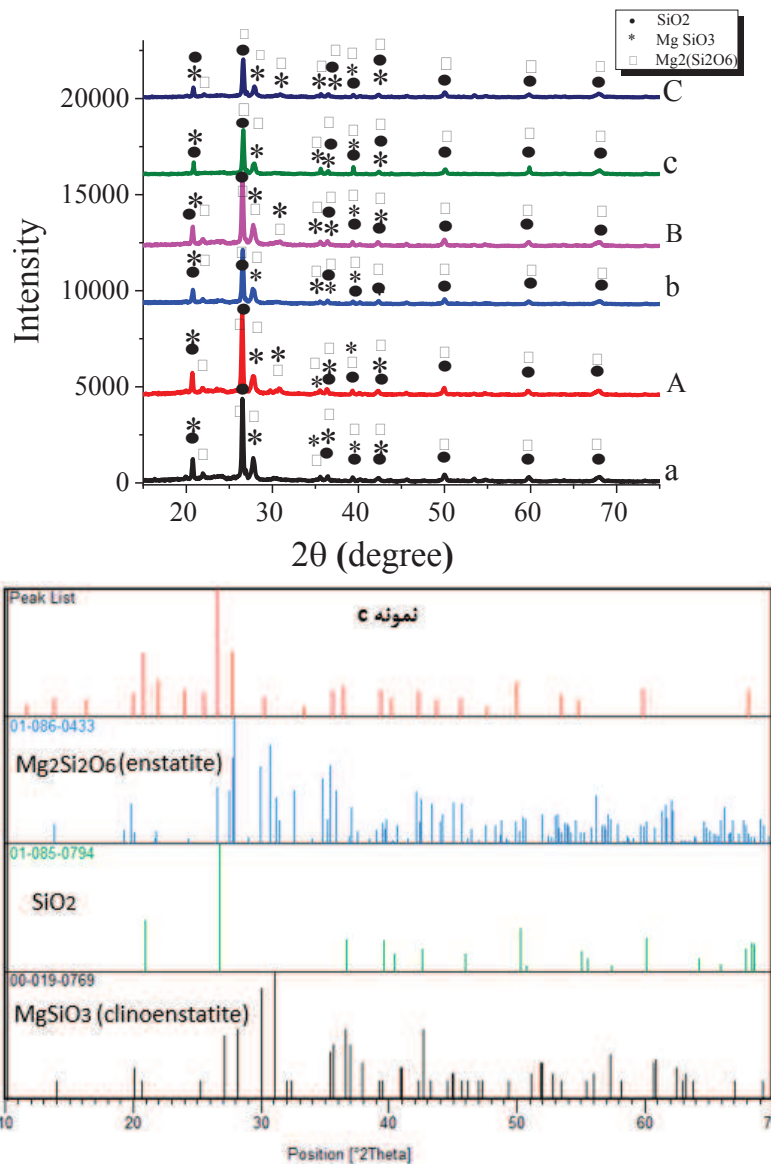 SiO2
Mg SiO3
Mg2(Si2O6)
Intensity
20000
15000
10000
5000
0
C
c
B
b
A
a
20 30 40 50 60 70
2θ (degree)
Peak List
نمونه c
01-086-0433
Mg2Si2O6 (enstatite)
01-085-0794
SiO2
00-019-0769
MgSiO3 (clinoenstatite)
10 20 30 40 50 60 7
Position [°2Theta]